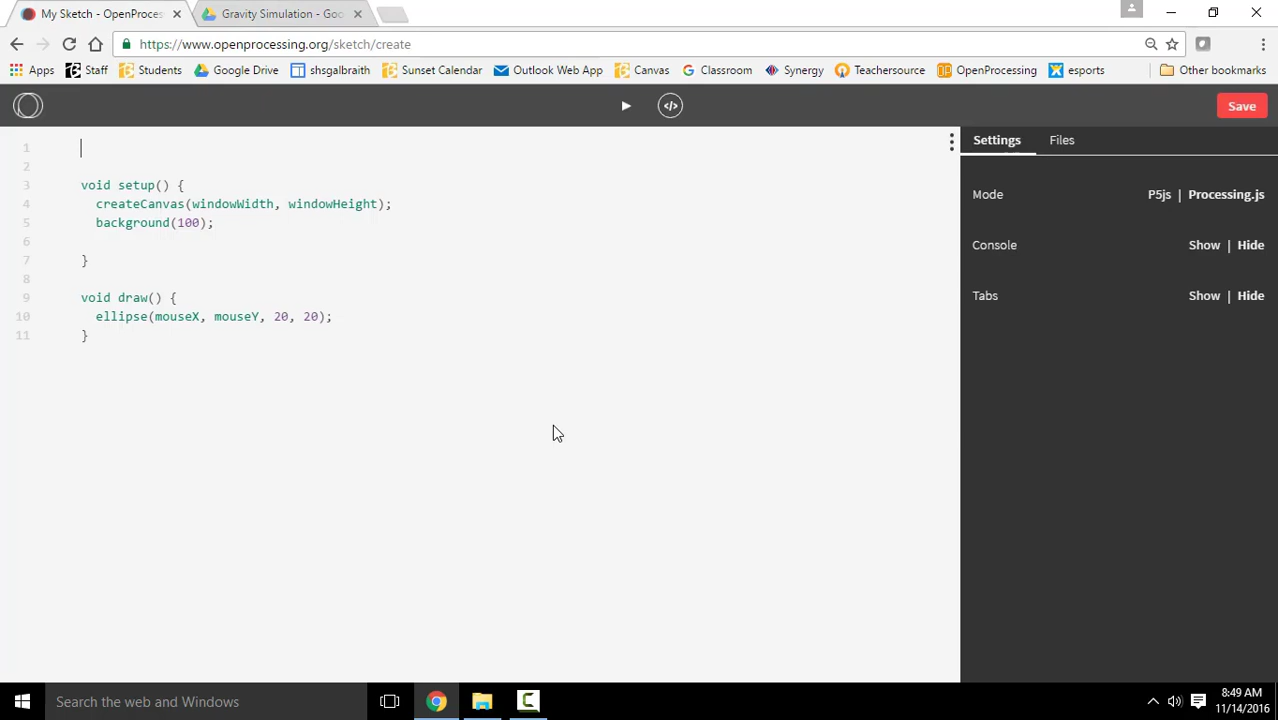 My Sketch - OpenProces
Gravity Simulation - Goo
https://www.openprocessing.org/sketch/create
Apps Staff Students Google Drive shsgalbraith Sunset Calendar Outlook Web App Canvas Classroom Synergy Teachersource OpenProcessing esports Other bookmarks
Save
Settings Files
1
2
3 void setup() {
4 createCanvas(windowWidth, windowHeight);
5 background(100);
6
7 }
8
9 void draw() {
10 ellipse(mouseX, mouseY, 20, 20);
11 }
Mode P5js | Processing.js
Console Show | Hide
Tabs Show | Hide
Search the web and Windows
8:49 AM
11/14/2016